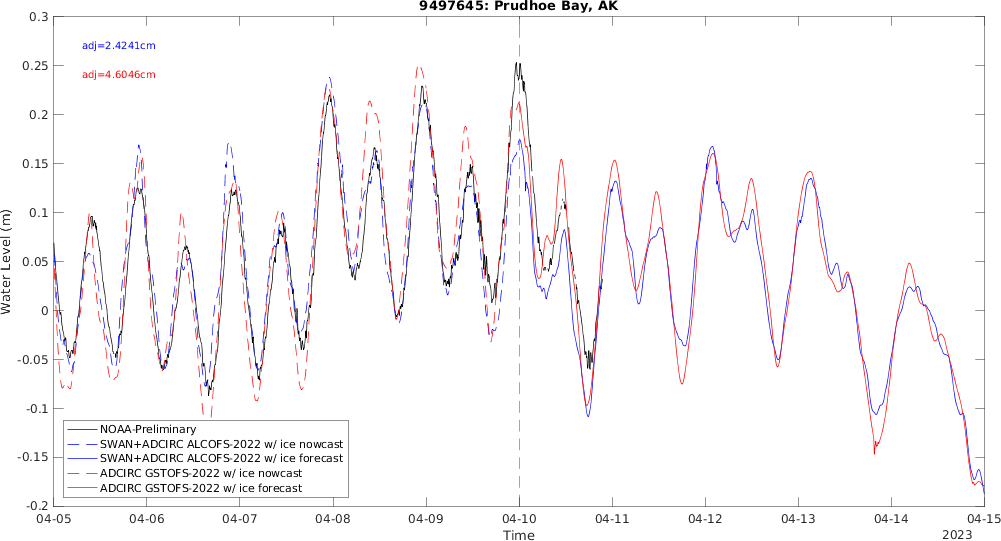 9497645: Prudhoe Bay, AK
0.3
0.25
0.2
0.15
0.1
0.05
0
-0.05
-0.1
-0.15
-0.2
Water Level (m)
adj=2.4241cm
adj=4.6046cm
NOAA-Preliminary
SWAN+ADCIRC ALCOFS-2022 w/ ice nowcast
SWAN+ADCIRC ALCOFS-2022 w/ ice forecast
ADCIRC GSTOFS-2022 w/ ice nowcast
ADCIRC GSTOFS-2022 w/ ice forecast
04-05 04-06 04-07 04-08 04-09 04-10 04-11 04-12 04-13 04-14 04-15
Time
2023